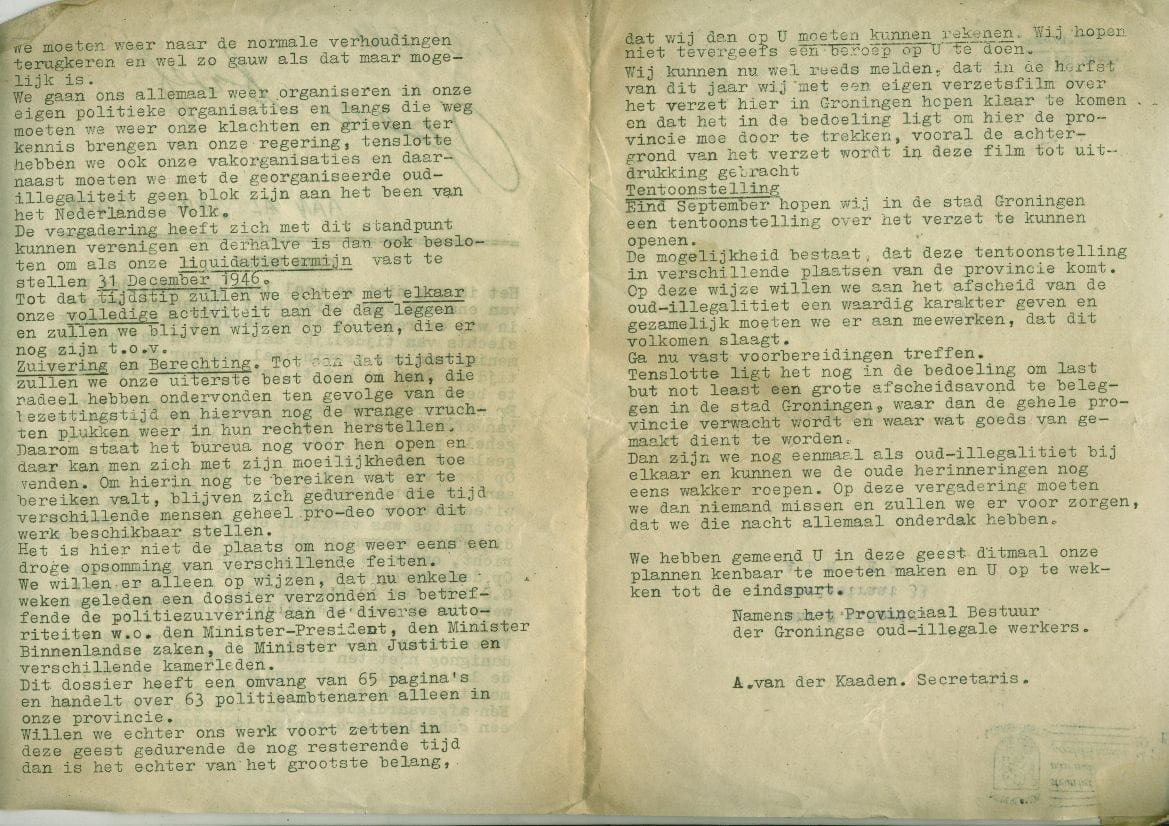 we moeten weer naar de normale verhoudingen
terugkeren en wel zo gauw als dat maar moge-
lijk is.
We gaan ons allemaal weer organiseren in onze
eigen politieke organisaties en langs die weg
moeten we weer onze klachten en grieven ter
kennis brengen van onze regering, tenslotte
hebben we ook onze vakorganisaties en daar-
naast moeten we met de georganiseerde oud-
illegaliteit geen blok zijn aan het been van
het Nederlandse Volk.
De vergadering heeft zich met dit standpunt
kunnen verenigen en derhalve is dan ook beslo-
ten om als onze liquidatietermijn vast te
stellen 31 December 1946.
Tot dat tijdstip zullen we echter met elkaar
onze volledige activiteit aan de dag leggen
en zullen we blijven wijzen op fouten, die er
nog zijn t.o.v.
Zuivering en Berechting. Tot aan dat tijdstip
zullen we onze uiterste best doen om hen, die
nadeel hebben ondervonden ten gevolge van de
bezettingstijd en hiervan nog de wrange vruch-
ten plukken weer in hun rechten herstellen.
Daarom staat het bureua nog voor hen open en
daar kan men zich met zijn moeilijkheden toe
wenden. Om hierin nog te bereiken wat er te
bereiken valt, blijven zich gedurende die tijd
verschillende mensen geheel pro-deo voor dit
werk beschikbaar stellen.
Het is hier niet de plaats om nog weer eens een
droge opsomming van verschillende feiten.
We willen er alleen op wijzen, dat nu enkele
weken geleden een dossier verzonden is betref-
fende de politiezuivering aan de diverse auto-
riteiten w.o. den Minister-President, den Minister
Binnenlandse zaken, de Minister van Justitie en
verschillende kamerleden.
Dit dossier heeft een omvang van 65 pagina's
en handelt over 63 politieambtenaren alleen in
onze provincie.
Willen we echter ons werk voort zetten in
deze geest gedurende de nog resterende tijd
dan is het echter van het grootste belang,
dat wij dan op U moeten kunnen rekenen. Wij hopen
niet tevergeefs een beroep op U te doen.
Wij kunnen nu wel reeds melden, dat in de herfst
van dit jaar wij met een eigen verzetsfilm over
het verzet hier in Groningen hopen klaar te komen
en dat het in de bedoeling ligt om hier de pro-
vincie mee door te trekken, vooral de achter-
grond van het verzet wordt in deze film tot uit-
drukking gebracht
Tentoonstelling
Eind September hopen wij in de stad Groningen
een tentoonstelling over het verzet te kunnen
openen.
De mogelijkheid bestaat, dat deze tentoonstelling
in verschillende plaatsen van de provincie komt.
Op deze wijze willen we aan het afscheid van de
oud-illegalitiet een waardig karakter geven en
gezamelijk moeten we er aan meewerken, dat dit
volkomen slaagt.
Ga nu vast voorbereidingen treffen.
Tenslotte ligt het nog in de bedoeling om last
but not least een grote afscheidsavond te beleg-
gen in de stad Groningen, waar dan de gehele pro-
vincie verwacht wordt en waar wat goeds van ge-
maakt dient te worden.
Dan zijn we nog eenmaal als oud-illegalitiet bij
elkaar en kunnen we de oude herinneringen nog
eens wakker roepen. Op deze vergadering moeten
we dan niemand missen en zullen we er voor zorgen,
dat we die nacht allemaal onderdak hebben.
We hebben gemeend U in deze geest ditmaal onze
plannen kenbaar te moeten maken en U op te wek-
ken tot de eindspurt.
Namens het Provinciaal Bestuur
der Groningse oud-illegale werkers.
A.van der Kaaden. Secretaris.